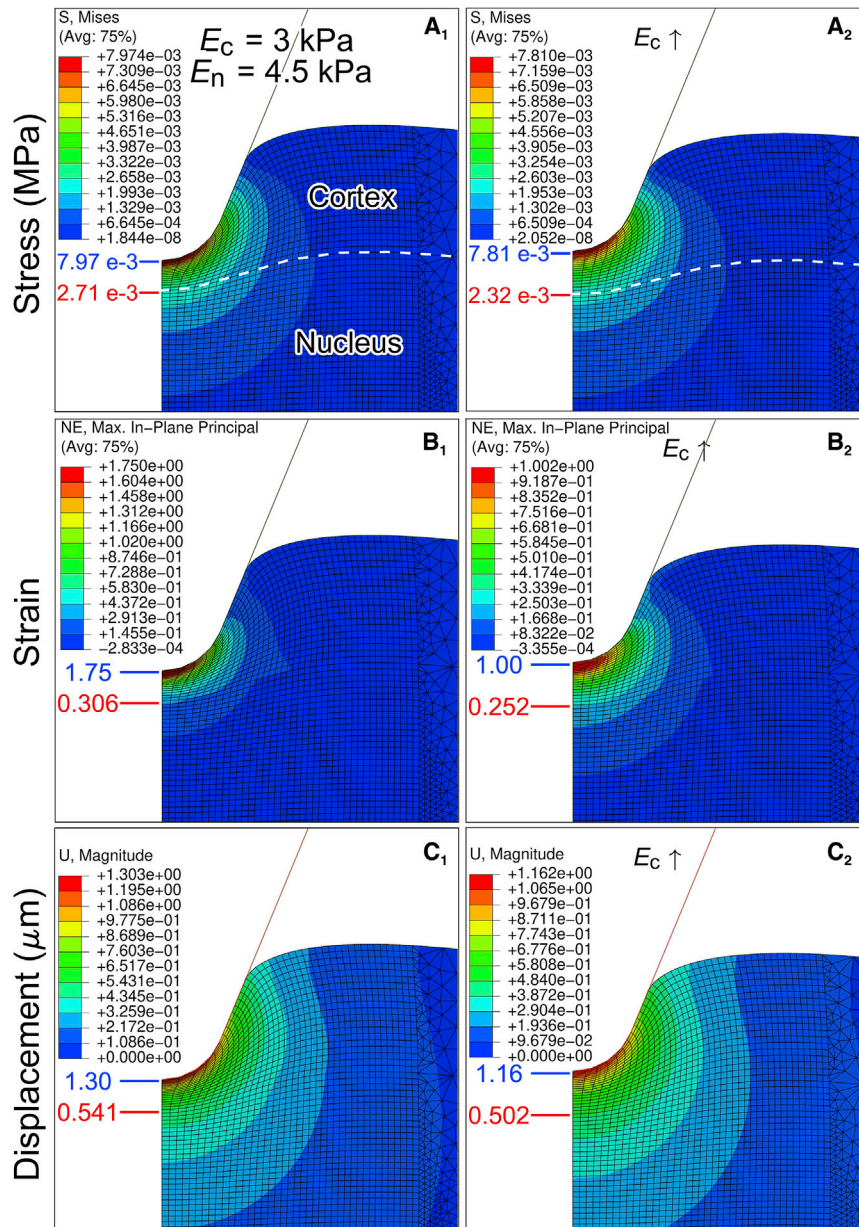 Stress (MPa)
S, Mises
(Avg: 75%)
+7.974e−03
+7.309e−03
+6.645e−03
+5.980e−03
+5.316e−03
+4.651e−03
+3.987e−03
+3.322e−03
+2.658e−03
+1.993e−03
+1.329e−03
+6.645e−04
+1.844e−08
7.97 e-3
2.71 e-3
A₁
E_c = 3 kPa
E_n = 4.5 kPa
Cortex
Nucleus
S, Mises
(Avg: 75%)
+7.810e−03
+7.159e−03
+6.509e−03
+5.858e−03
+5.207e−03
+4.556e−03
+3.905e−03
+3.254e−03
+2.603e−03
+1.953e−03
+1.302e−03
+6.509e−04
+2.052e−08
7.81 e-3
2.32 e-3
E_c ↑
A₂
Strain
NE, Max. In−Plane Principal
(Avg: 75%)
+1.750e+00
+1.604e+00
+1.458e+00
+1.312e+00
+1.166e+00
+1.020e+00
+8.746e−01
+7.288e−01
+5.830e−01
+4.372e−01
+2.913e−01
+1.455e−01
−2.833e−04
1.75
0.306
B₁
NE, Max. In−Plane Principal
(Avg: 75%)
+1.002e+00
+9.187e−01
+8.352e−01
+7.516e−01
+6.681e−01
+5.845e−01
+5.010e−01
+4.174e−01
+3.339e−01
+2.503e−01
+1.668e−01
+8.322e−02
−3.355e−04
1.00
0.252
E_c ↑
B₂
Displacement (μm)
U, Magnitude
+1.303e+00
+1.195e+00
+1.086e+00
+9.775e−01
+8.689e−01
+7.603e−01
+6.517e−01
+5.431e−01
+4.345e−01
+3.259e−01
+2.172e−01
+1.086e−01
+0.000e+00
1.30
0.541
C₁
U, Magnitude
+1.162e+00
+1.065e+00
+9.679e−01
+8.711e−01
+7.743e−01
+6.776e−01
+5.808e−01
+4.840e−01
+3.872e−01
+2.904e−01
+1.936e−01
+9.679e−02
+0.000e+00
1.16
0.502
E_c ↑
C₂